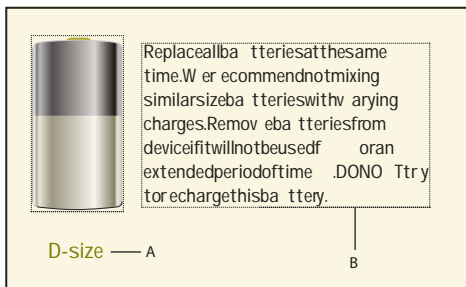 Replaceallba tteriesatthesame
time.W er ecommendnotmixing
similarsizeba tterieswithv arying
charges.Remov eba tteriesfrom
deviceifitwillnotbeusedf oran
extendedperiodoftime .DONO Ttr y
torechargethisba ttery.
D-size A
B